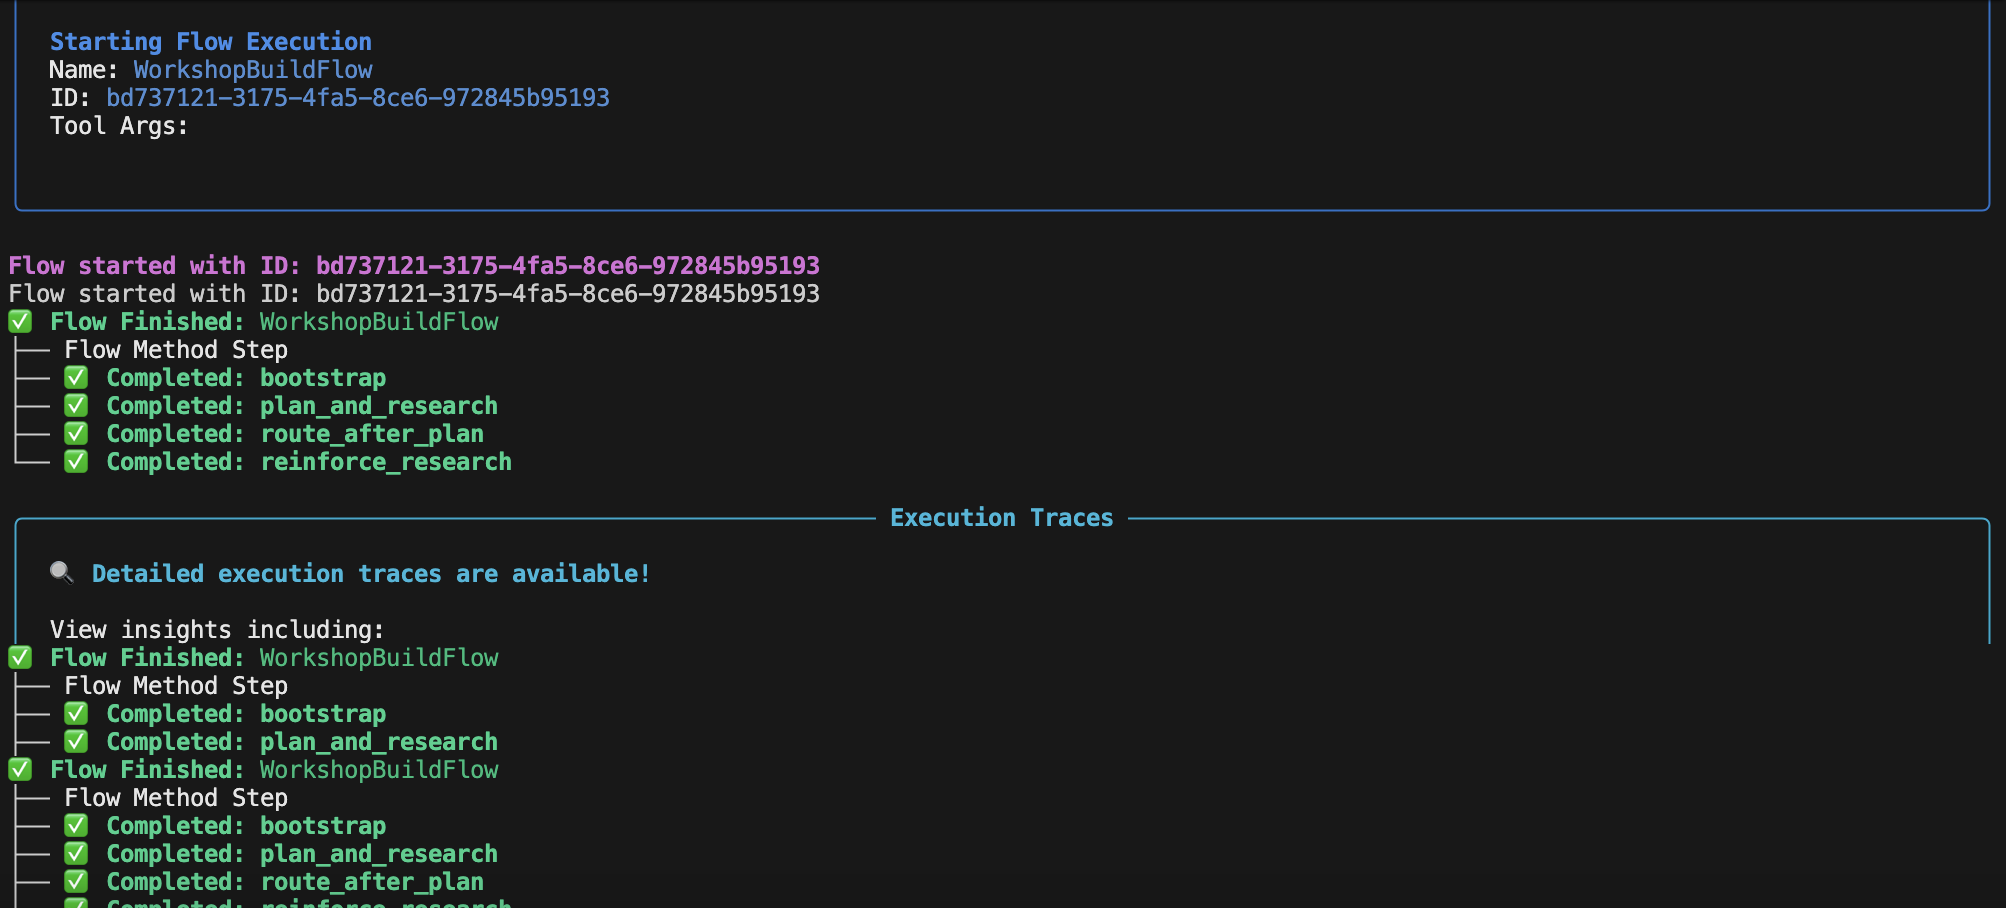 Starting Flow Execution
Name: WorkshopBuildFlow
ID: bd737121-3175-4fa5-8ce6-972845b95193
Tool Args:
Flow started with ID: bd737121-3175-4fa5-8ce6-972845b95193
Flow started with ID: bd737121-3175-4fa5-8ce6-972845b95193
✅ Flow Finished: WorkshopBuildFlow
├── Flow Method Step
├── ✅ Completed: bootstrap
├── ✅ Completed: plan_and_research
├── ✅ Completed: route_after_plan
└── ✅ Completed: reinforce_research
Execution Traces
🔍 Detailed execution traces are available!
View insights including:
✅ Flow Finished: WorkshopBuildFlow
├── Flow Method Step
├── ✅ Completed: bootstrap
├── ✅ Completed: plan_and_research
✅ Flow Finished: WorkshopBuildFlow
├── Flow Method Step
├── ✅ Completed: bootstrap
├── ✅ Completed: plan_and_research
├── ✅ Completed: route_after_plan
✅ Completed: reinforce_research